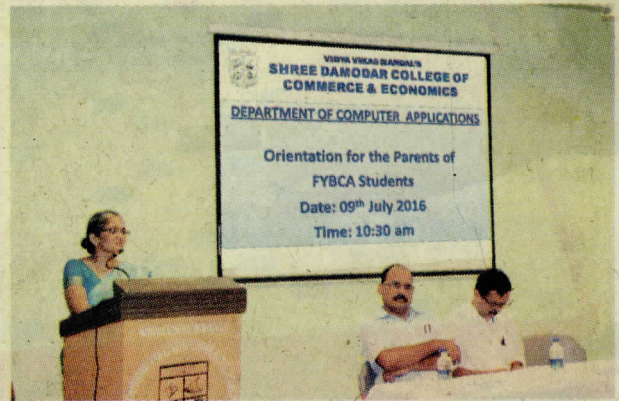 VIDYA VIKAS MANDAL'S
SHREE DAMODAR COLLEGE OF
COMMERCE & ECONOMICS
DEPARTMENT OF COMPUTER APPLICATIONS
Orientation for the Parents of
FYBCA Students
Date: 09th July 2016
Time: 10:30 am